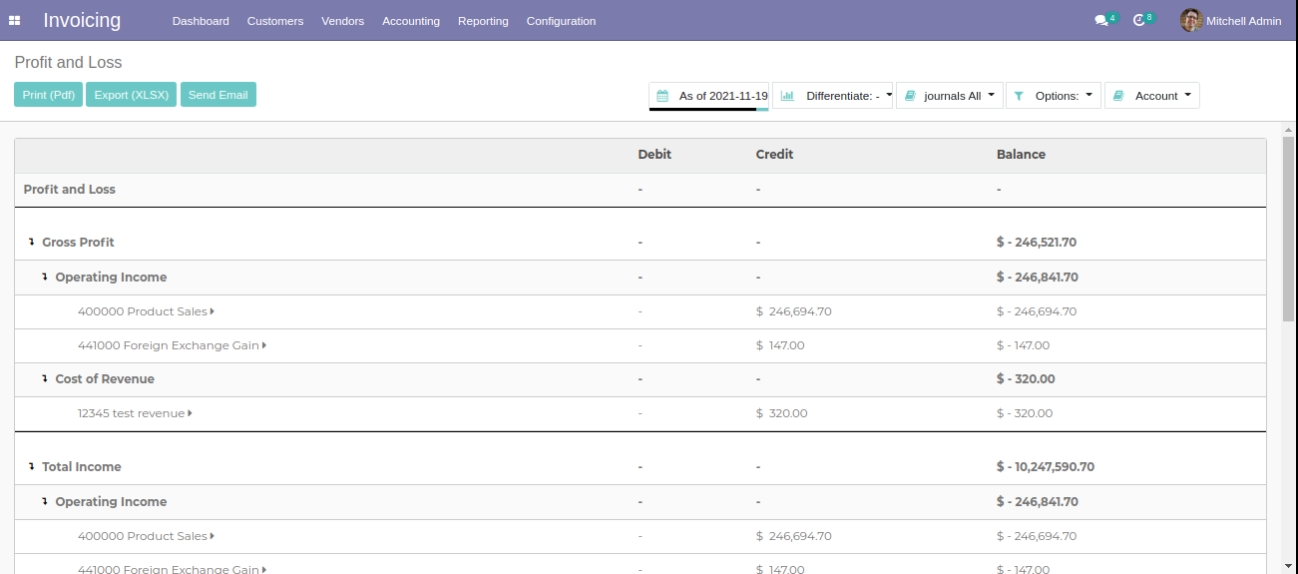 Invoicing Dashboard Customers Vendors Accounting Reporting Configuration 4 8 Mitchell Admin
Profit and Loss
Print (Pdf) Export (XLSX) Send Email As of 2021-11-19 Differentiate: - journals All Options: Account
Debit Credit Balance
Profit and Loss - - -
Gross Profit - - $ - 246,521.70
Operating Income - - $ - 246,841.70
400000 Product Sales - $ 246,694.70 $ - 246,694.70
441000 Foreign Exchange Gain - $ 147.00 $ - 147.00
Cost of Revenue - - $ - 320.00
12345 test revenue - $ 320.00 $ - 320.00
Total Income - - $ - 10,247,590.70
Operating Income - - $ - 246,841.70
400000 Product Sales - $ 246,694.70 $ - 246,694.70
441000 Foreign Exchange Gain - $ 147.00 $ - 147.00